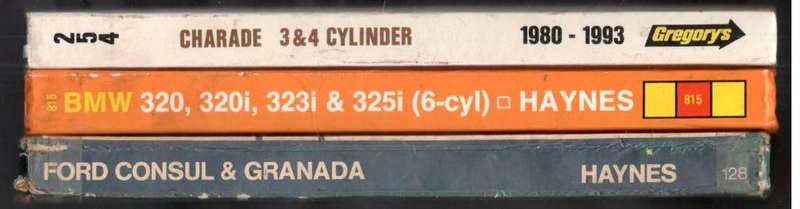 254 CHARADE 3&4 CYLINDER 1980 - 1993 Gregory's
815 BMW 320, 320i, 323i & 325i (6-cyl) □ HAYNES 815
FORD CONSUL & GRANADA HAYNES 128